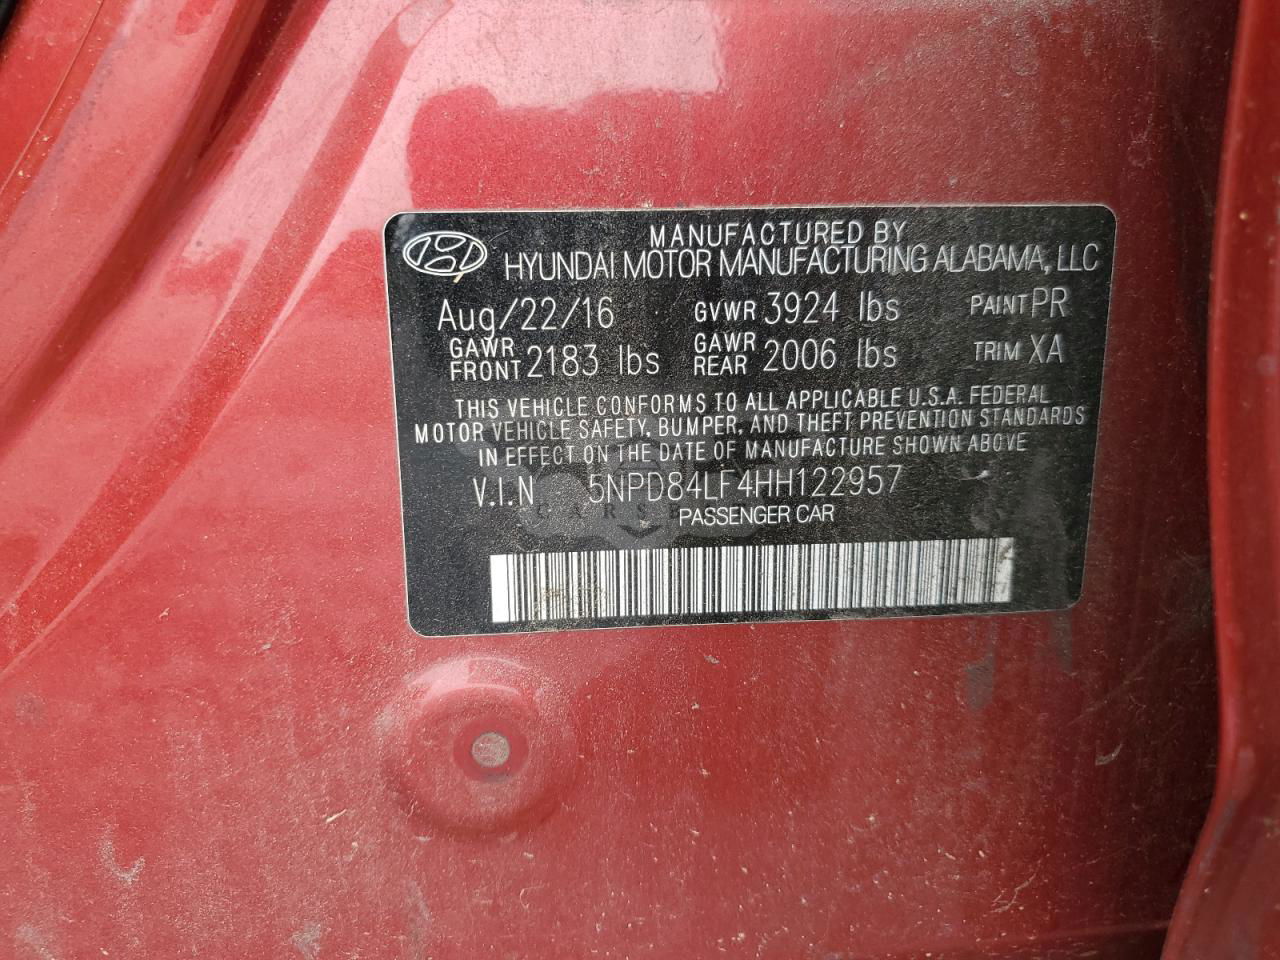 MANUFACTURED BY
HYUNDAI MOTOR MANUFACTURING ALABAMA, LLC
Aug/22/16 GVWR 3924 lbs PAINT PR
GAWR FRONT 2183 lbs GAWR REAR 2006 lbs TRIM XA
THIS VEHICLE CONFORMS TO ALL APPLICABLE U.S.A. FEDERAL
MOTOR VEHICLE SAFETY, BUMPER, AND THEFT PREVENTION STANDARDS
IN EFFECT ON THE DATE OF MANUFACTURE SHOWN ABOVE
V.I.N 5NPD84LF4HH122957
PASSENGER CAR